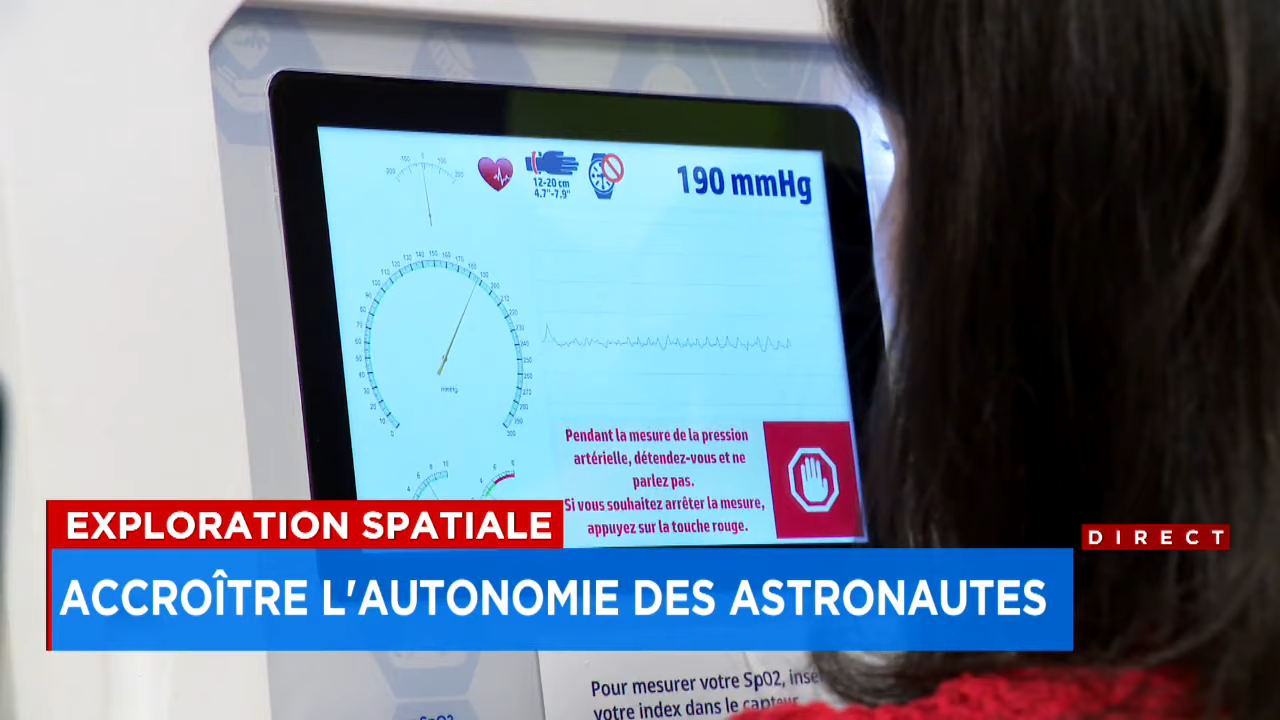 190 mmHg
12-20 cm
4.7"-7.9"
mmHg
Pendant la mesure de la pression
artérielle, détendez-vous et ne
parlez pas.
Si vous souhaitez arrêter la mesure,
appuyez sur la touche rouge.
EXPLORATION SPATIALE
DIRECT
ACCROÎTRE L'AUTONOMIE DES ASTRONAUTES
Pour mesurer votre SpO2,
votre index dans le capteur
SpO2